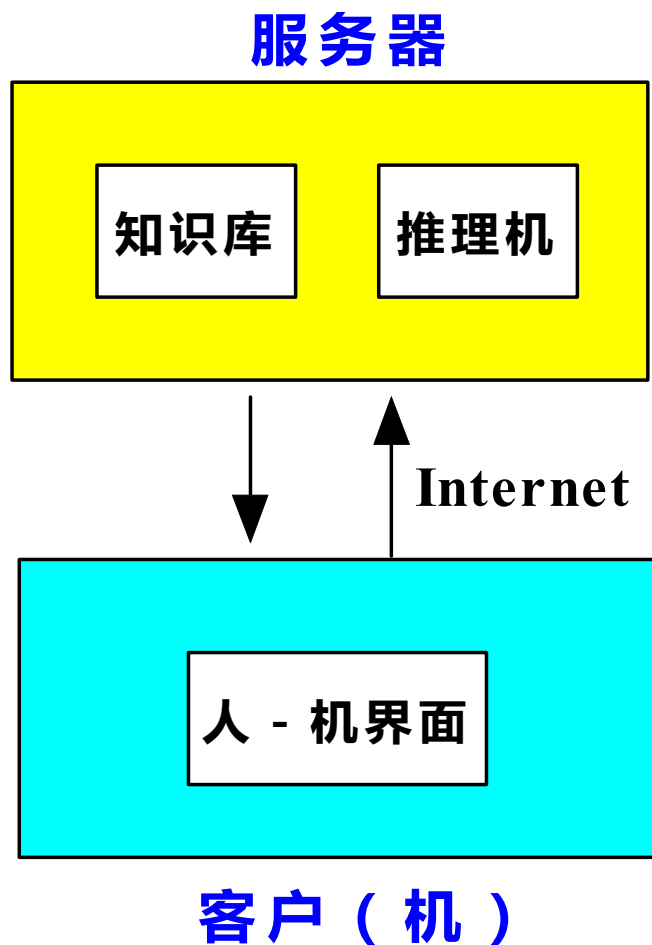 服务器
知识库
推理机
Internet
人-机界面
客户（机）